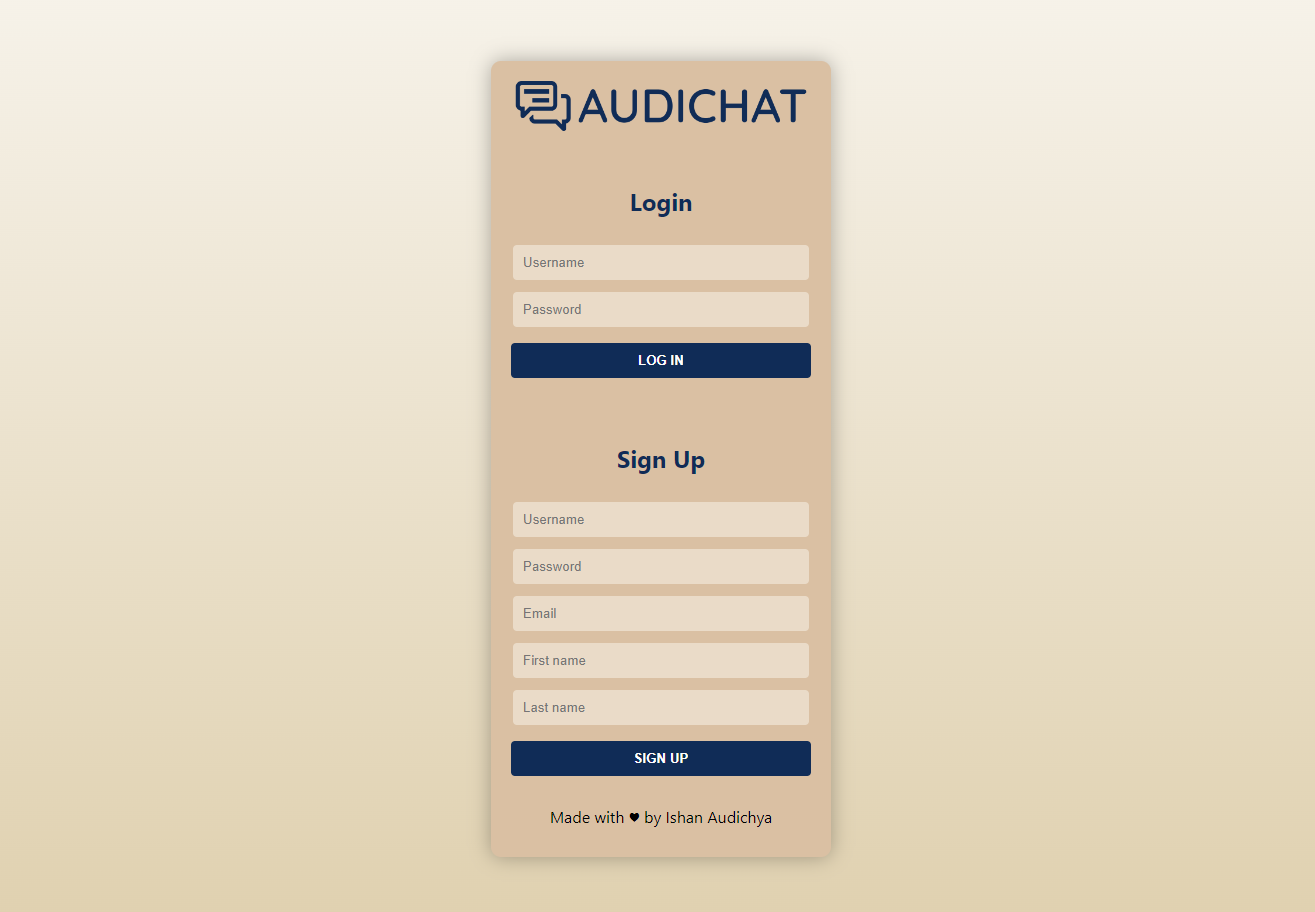 AUDICHAT
Login
Username
Password
LOG IN
Sign Up
Username
Password
Email
First name
Last name
SIGN UP
Made with ♥ by Ishan Audichya